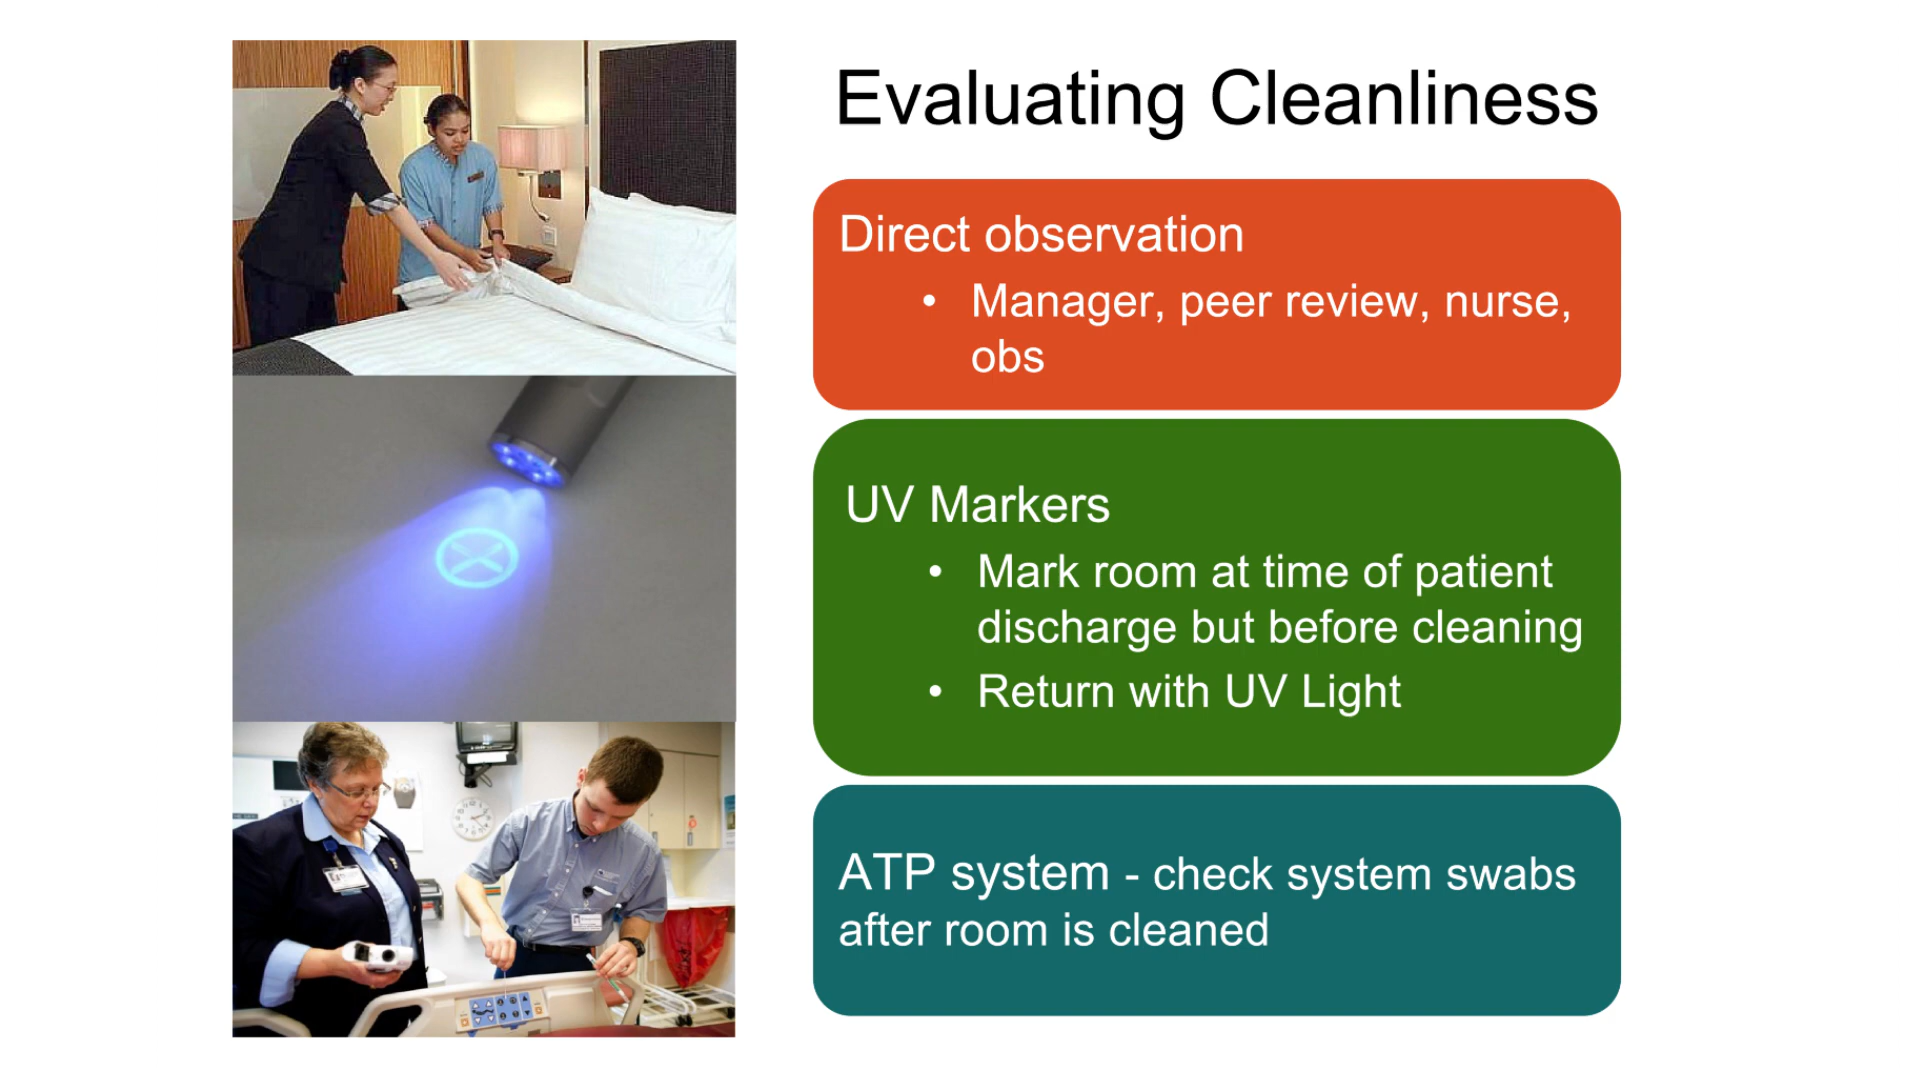 Evaluating Cleanliness
Direct observation
• Manager, peer review, nurse,
obs
UV Markers
• Mark room at time of patient
discharge but before cleaning
• Return with UV Light
ATP system - check system swabs
after room is cleaned